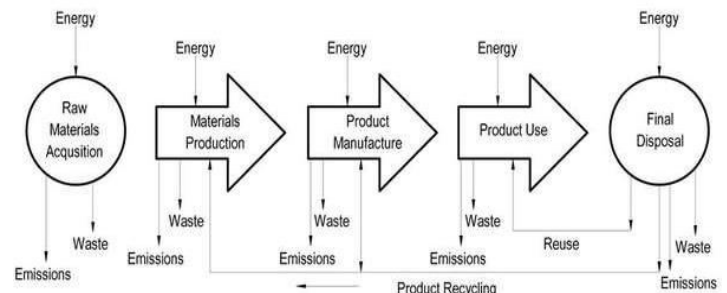 Energy
Energy
Energy
Energy
Energy
Raw
Materials
Acqusition
Materials
Production
Product
Manufacture
Product Use
Final
Disposal
Waste
Emissions
Waste
Emissions
Waste
Emissions
Waste
Emissions
Reuse
Waste
Emissions
Product Recycling